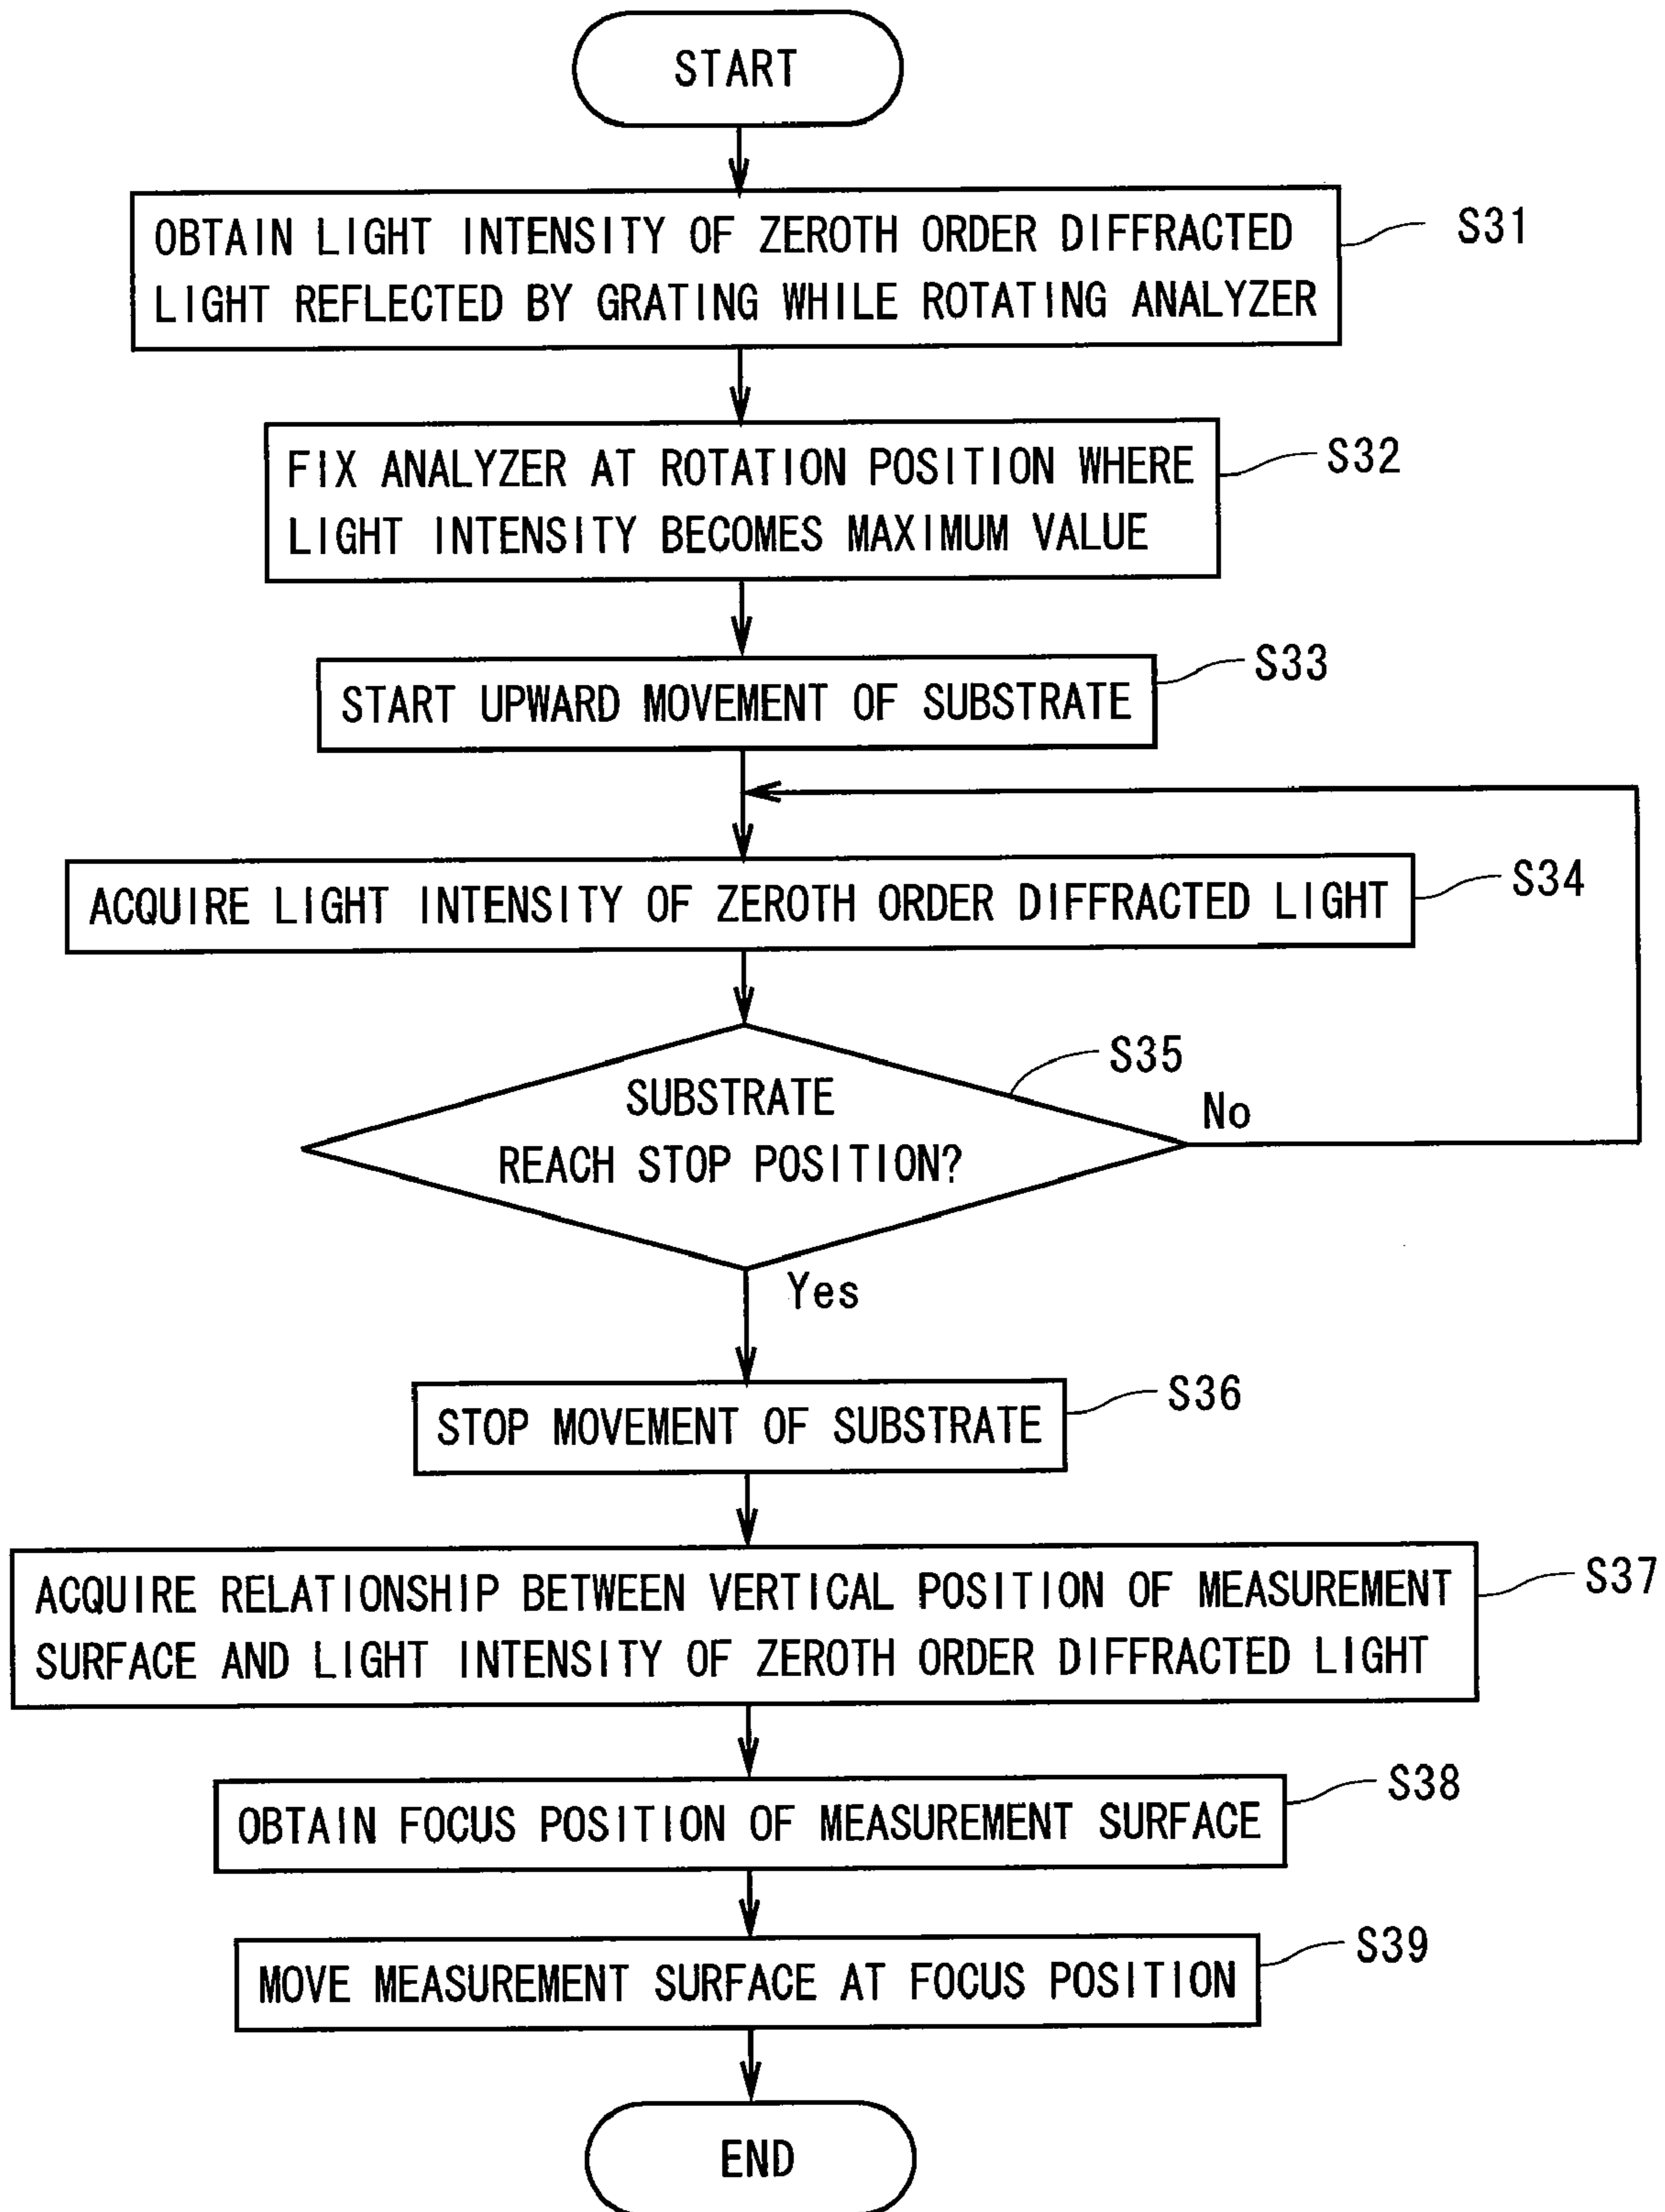 START
OBTAIN LIGHT INTENSITY OF ZEROTH ORDER DIFFRACTED
LIGHT REFLECTED BY GRATING WHILE ROTATING ANALYZER
S31
FIX ANALYZER AT ROTATION POSITION WHERE
LIGHT INTENSITY BECOMES MAXIMUM VALUE
S32
START UPWARD MOVEMENT OF SUBSTRATE
S33
ACQUIRE LIGHT INTENSITY OF ZEROTH ORDER DIFFRACTED LIGHT
S34
SUBSTRATE
REACH STOP POSITION?
S35
No
Yes
STOP MOVEMENT OF SUBSTRATE
S36
ACQUIRE RELATIONSHIP BETWEEN VERTICAL POSITION OF MEASUREMENT
SURFACE AND LIGHT INTENSITY OF ZEROTH ORDER DIFFRACTED LIGHT
S37
OBTAIN FOCUS POSITION OF MEASUREMENT SURFACE
S38
MOVE MEASUREMENT SURFACE AT FOCUS POSITION
S39
END